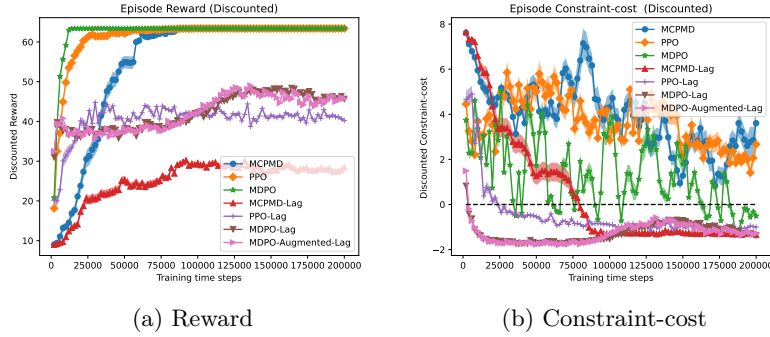 Episode Reward (Discounted)
Discounted Reward
60
50
40
30
20
10
MCPMD
PPO
MDPO
MCPMD-Lag
PPO-Lag
MDPO-Lag
MDPO-Augmented-Lag
0 25000 50000 75000 100000 125000 150000 175000 200000
Training time steps
(a) Reward
Episode Constraint-cost (Discounted)
Discounted Constraint-cost
8
6
4
2
0
−2
MCPMD
PPO
MDPO
MCPMD-Lag
PPO-Lag
MDPO-Lag
MDPO-Augmented-Lag
0 25000 50000 75000 100000 125000 150000 175000 200000
Training time steps
(b) Constraint-cost